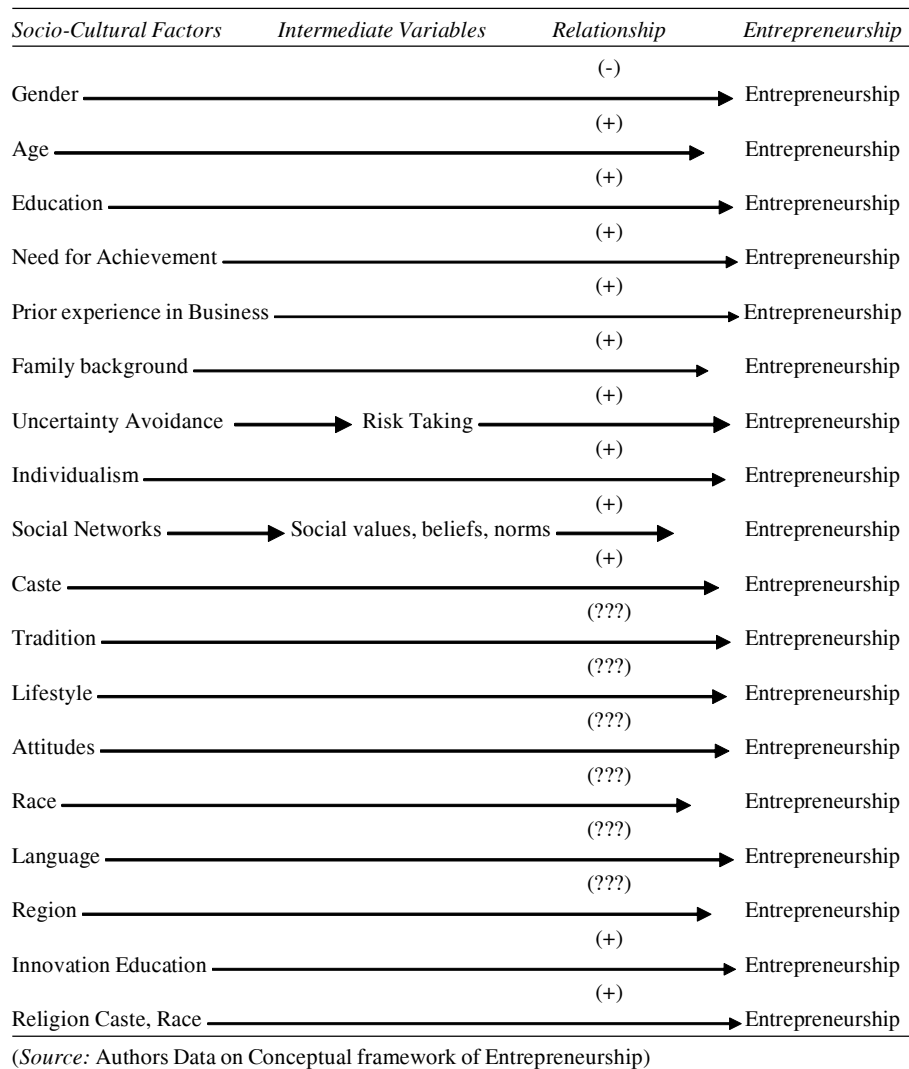 Socio-Cultural Factors Intermediate Variables Relationship Entrepreneurship
(-)
Gender Entrepreneurship
(+)
Age Entrepreneurship
(+)
Education Entrepreneurship
(+)
Need for Achievement Entrepreneurship
(+)
Prior experience in Business Entrepreneurship
(+)
Family background Entrepreneurship
(+)
Uncertainty Avoidance Risk Taking Entrepreneurship
(+)
Individualism Entrepreneurship
(+)
Social Networks Social values, beliefs, norms Entrepreneurship
(+)
Caste Entrepreneurship
(???)
Tradition Entrepreneurship
(???)
Lifestyle Entrepreneurship
(???)
Attitudes Entrepreneurship
(???)
Race Entrepreneurship
(???)
Language Entrepreneurship
(???)
Region Entrepreneurship
(+)
Innovation Education Entrepreneurship
(+)
Religion Caste, Race Entrepreneurship
(Source: Authors Data on Conceptual framework of Entrepreneurship)